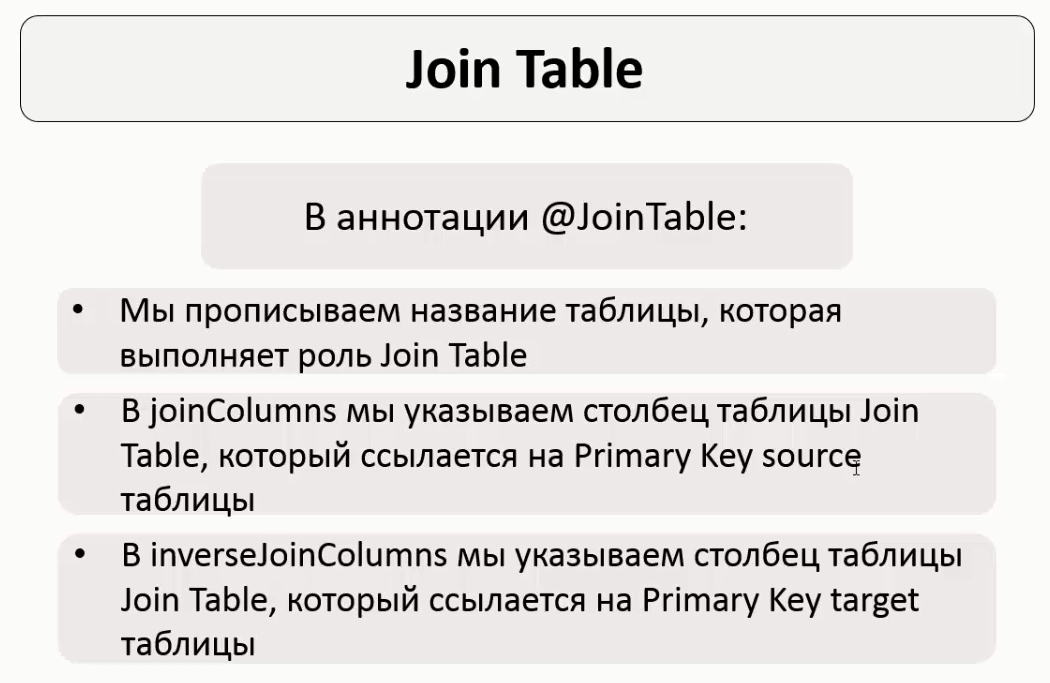 Join Table
В аннотации @JoinTable:
• Мы прописываем название таблицы, которая
выполняет роль Join Table
• В joinColumns мы указываем столбец таблицы Join
Table, который ссылается на Primary Key source
таблицы
• В inverseJoinColumns мы указываем столбец таблицы
Join Table, который ссылается на Primary Key target
таблицы